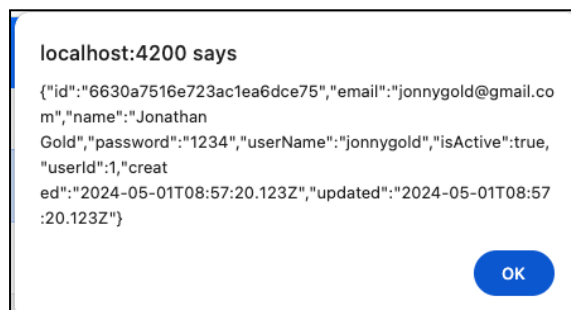 localhost:4200 says
{"id":"6630a7516e723ac1ea6dce75","email":"jonnygold@gmail.co
m","name":"Jonathan
Gold","password":"1234","userName":"jonnygold","isActive":true,
"userId":1,"creat
ed":"2024-05-01T08:57:20.123Z","updated":"2024-05-01T08:57
:20.123Z"}
OK